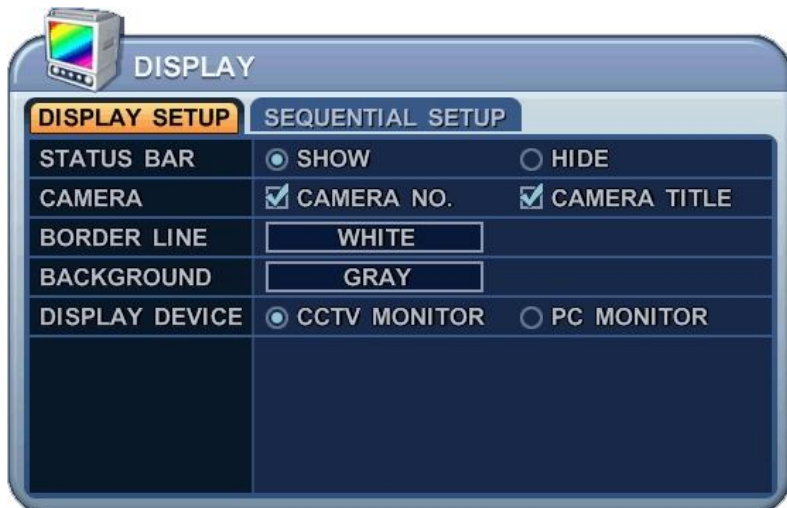 DISPLAY
DISPLAY SETUP SEQUENTIAL SETUP
STATUS BAR SHOW HIDE
CAMERA CAMERA NO. CAMERA TITLE
BORDER LINE WHITE
BACKGROUND GRAY
DISPLAY DEVICE CCTV MONITOR PC MONITOR